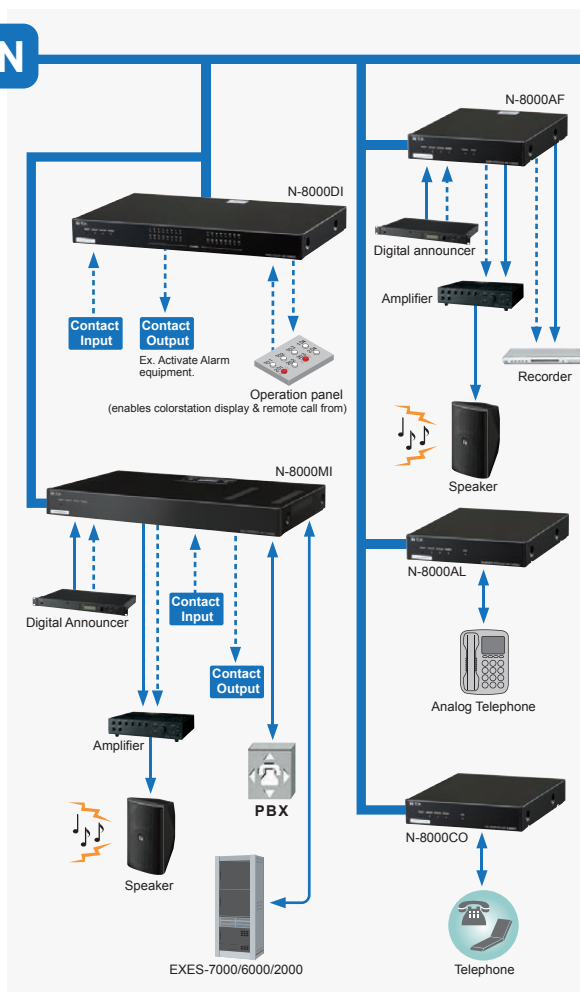 N
N-8000AF
N-8000DI
Digital announcer
Amplifier
Contact
Input
Contact
Output
Ex. Activate Alarm
equipment.
Operation panel
(enables colorstation display & remote call from)
Recorder
Speaker
N-8000MI
N-8000AL
Digital Announcer
Contact
Input
Contact
Output
Analog Telephone
Amplifier
PBX
N-8000CO
Speaker
EXES-7000/6000/2000
Telephone